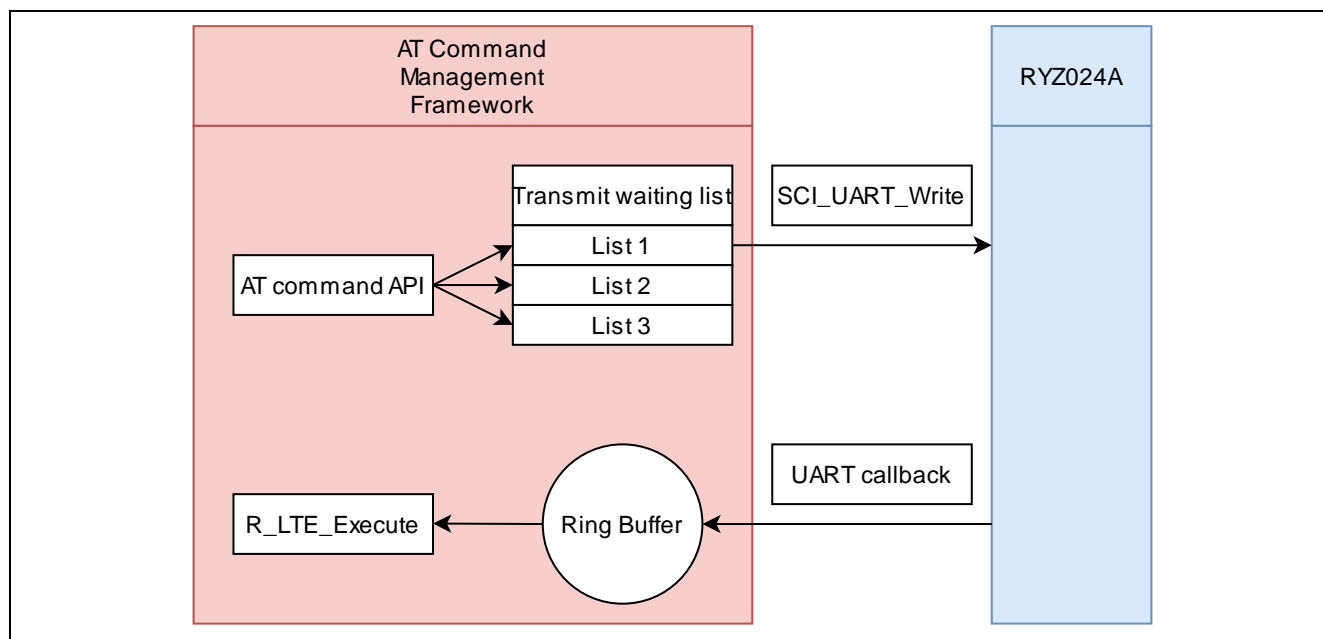 AT Command
Management
Framework
RYZ024A
Transmit waiting list
SCI_UART_Write
List 1
AT command API
List 2
List 3
UART callback
R_LTE_Execute
Ring Buffer